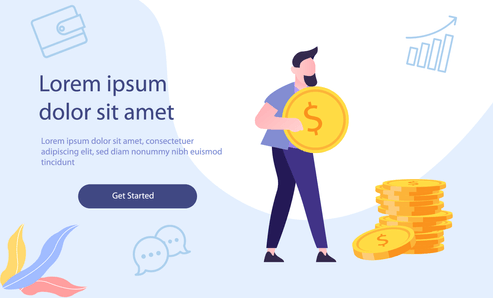 Lorem ipsum
dolor sit amet
Lorem ipsum dolor sit amet, consectetuer
adipiscing elit, sed diam nonummy nibh euismod
tincidunt
Get Started
$
$